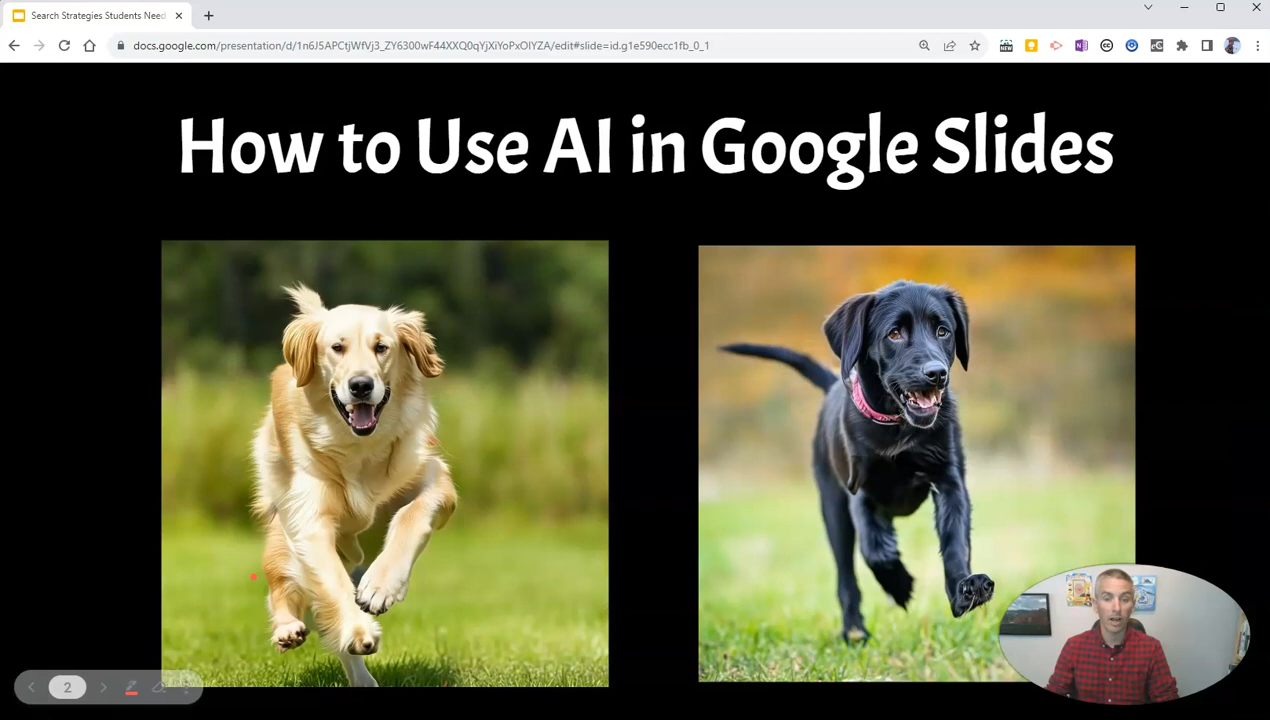 Search Strategies Students Need
docs.google.com/presentation/d/1n6J5APCtjWfVj3_ZY6300wF44XXQ0qYjXiYoPxOIYZA/edit#slide=id.g1e590ecc1fb_0_1
How to Use AI in Google Slides
2